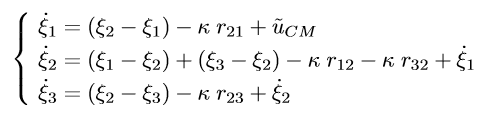 ξ̇₁ = (ξ₂ − ξ₁) − κ r₂₁ + ũ_CM
ξ̇₂ = (ξ₁ − ξ₂) + (ξ₃ − ξ₂) − κ r₁₂ − κ r₃₂ + ξ̇₁
ξ̇₃ = (ξ₂ − ξ₃) − κ r₂₃ + ξ̇₂